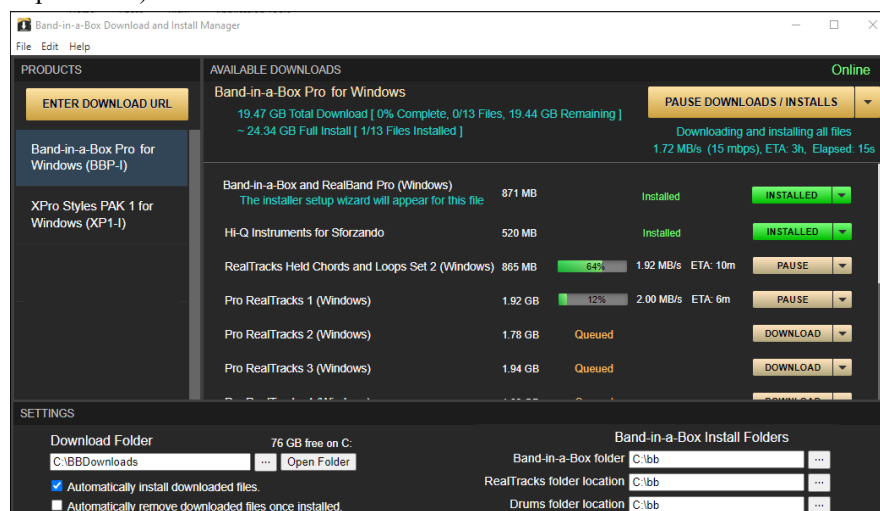 Band-in-a-Box Download and Install Manager
File Edit Help
PRODUCTS
AVAILABLE DOWNLOADS
Online
ENTER DOWNLOAD URL
Band-in-a-Box Pro for Windows
19.47 GB Total Download [ 0% Complete, 0/13 Files, 19.44 GB Remaining ]
~ 24.34 GB Full Install [ 1/13 Files Installed ]
PAUSE DOWNLOADS / INSTALLS
Downloading and installing all files
1.72 MB/s (15 mbps), ETA: 3h, Elapsed: 15s
Band-in-a-Box Pro for
Windows (BBP-I)
XPro Styles PAK 1 for
Windows (XP1-I)
Band-in-a-Box and RealBand Pro (Windows) 871 MB Installed INSTALLED
The installer setup wizard will appear for this file
Hi-Q Instruments for Sforzando 520 MB Installed INSTALLED
RealTracks Held Chords and Loops Set 2 (Windows) 865 MB 64% 1.92 MB/s ETA: 10m PAUSE
Pro RealTracks 1 (Windows) 1.92 GB 12% 2.00 MB/s ETA: 6m PAUSE
Pro RealTracks 2 (Windows) 1.78 GB Queued DOWNLOAD
Pro RealTracks 3 (Windows) 1.94 GB Queued DOWNLOAD
SETTINGS
Download Folder
76 GB free on C:
C:\BBDownloads
... Open Folder
Automatically install downloaded files.
Automatically remove downloaded files once installed.
Band-in-a-Box Install Folders
Band-in-a-Box folder C:\bb ...
RealTracks folder location C:\bb ...
Drums folder location C:\bb ...